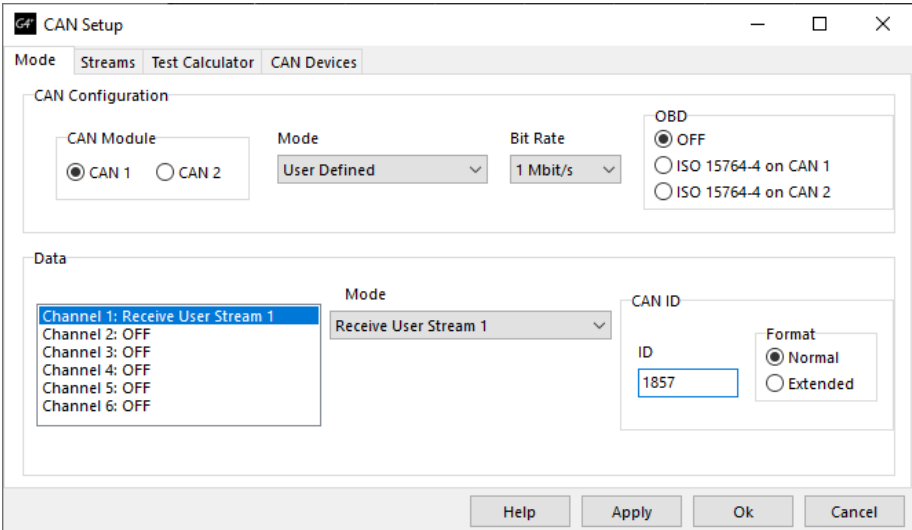 G4+ CAN Setup
Mode Streams Test Calculator CAN Devices
CAN Configuration
CAN Module
CAN 1 CAN 2
Mode
User Defined
Bit Rate
1 Mbit/s
OBD
OFF
ISO 15764-4 on CAN 1
ISO 15764-4 on CAN 2
Data
Channel 1: Receive User Stream 1
Channel 2: OFF
Channel 3: OFF
Channel 4: OFF
Channel 5: OFF
Channel 6: OFF
Mode
Receive User Stream 1
CAN ID
ID
1857
Format
Normal
Extended
Help Apply Ok Cancel